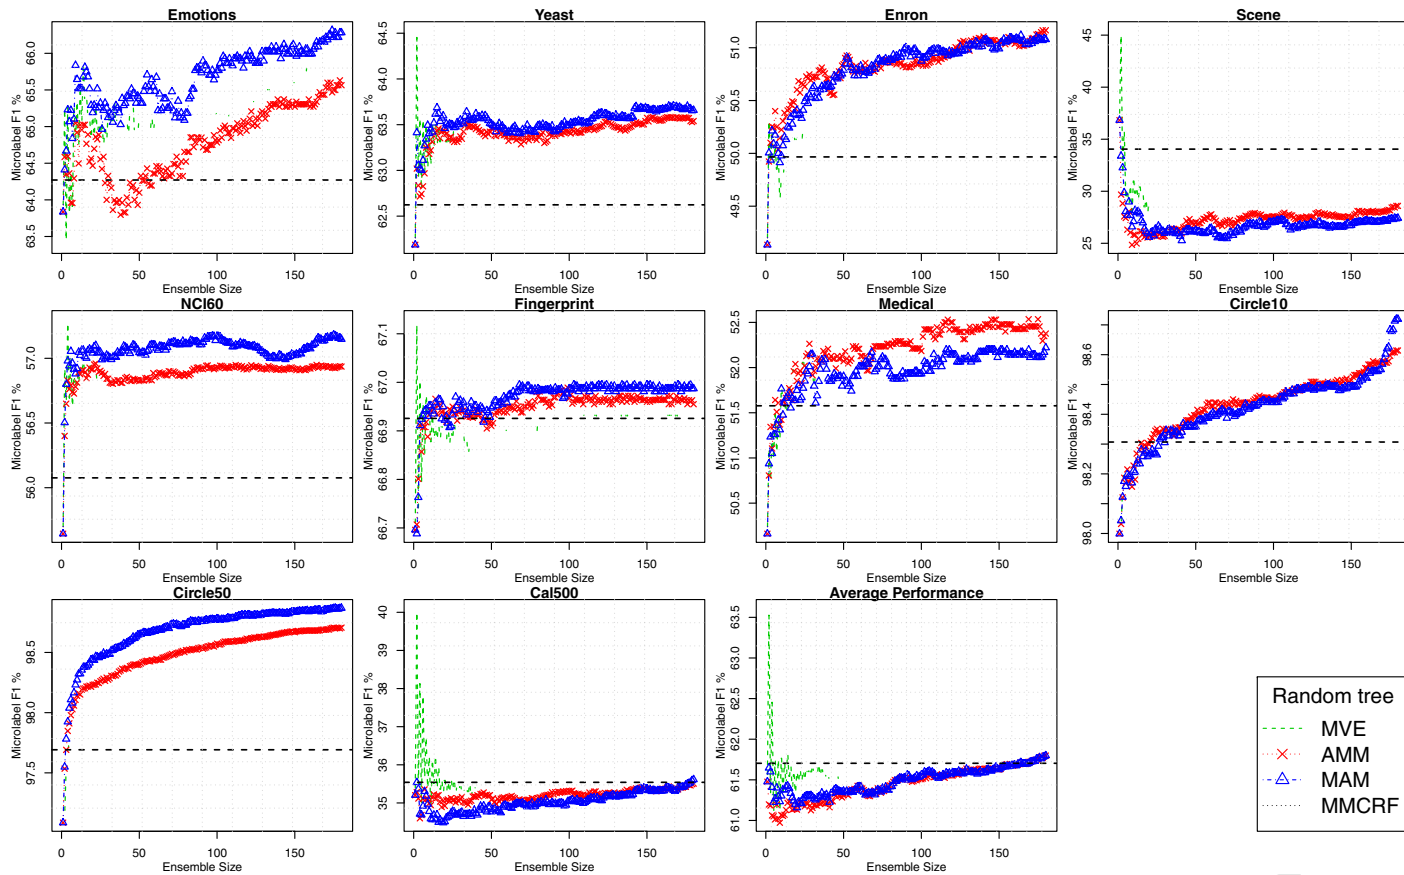 Emotions
Microlabel F1 %
63.5 64.0 64.5 65.0 65.5 66.0
0 50 100 150
Ensemble Size
Yeast
Microlabel F1 %
62.5 63.0 63.5 64.0 64.5
0 50 100 150
Ensemble Size
Enron
Microlabel F1 %
49.5 50.0 50.5 51.0
0 50 100 150
Ensemble Size
Scene
Microlabel F1 %
25 30 35 40 45
0 50 100 150
Ensemble Size
NCI60
Microlabel F1 %
56.0 56.5 57.0
0 50 100 150
Ensemble Size
Fingerprint
Microlabel F1 %
66.7 66.8 66.9 67.0 67.1
0 50 100 150
Ensemble Size
Medical
Microlabel F1 %
50.5 51.0 51.5 52.0 52.5
0 50 100 150
Ensemble Size
Circle10
Microlabel F1 %
98.0 98.2 98.4 98.6
0 50 100 150
Ensemble Size
Circle50
Microlabel F1 %
97.5 98.0 98.5
0 50 100 150
Ensemble Size
Cal500
Microlabel F1 %
35 36 37 38 39 40
0 50 100 150
Ensemble Size
Average Performance
Microlabel F1 %
61.0 61.5 62.0 62.5 63.0 63.5
0 50 100 150
Ensemble Size
Random tree
MVE
AMM
MAM
MMCRF